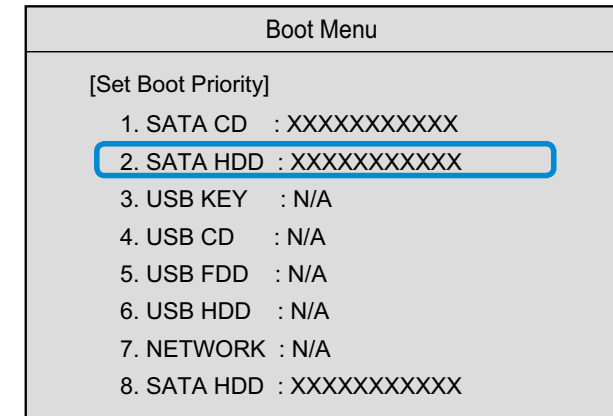 Boot Menu
[Set Boot Priority]
1. SATA CD : XXXXXXXXXXX
2. SATA HDD : XXXXXXXXXXX
3. USB KEY : N/A
4. USB CD : N/A
5. USB FDD : N/A
6. USB HDD : N/A
7. NETWORK : N/A
8. SATA HDD : XXXXXXXXXXX